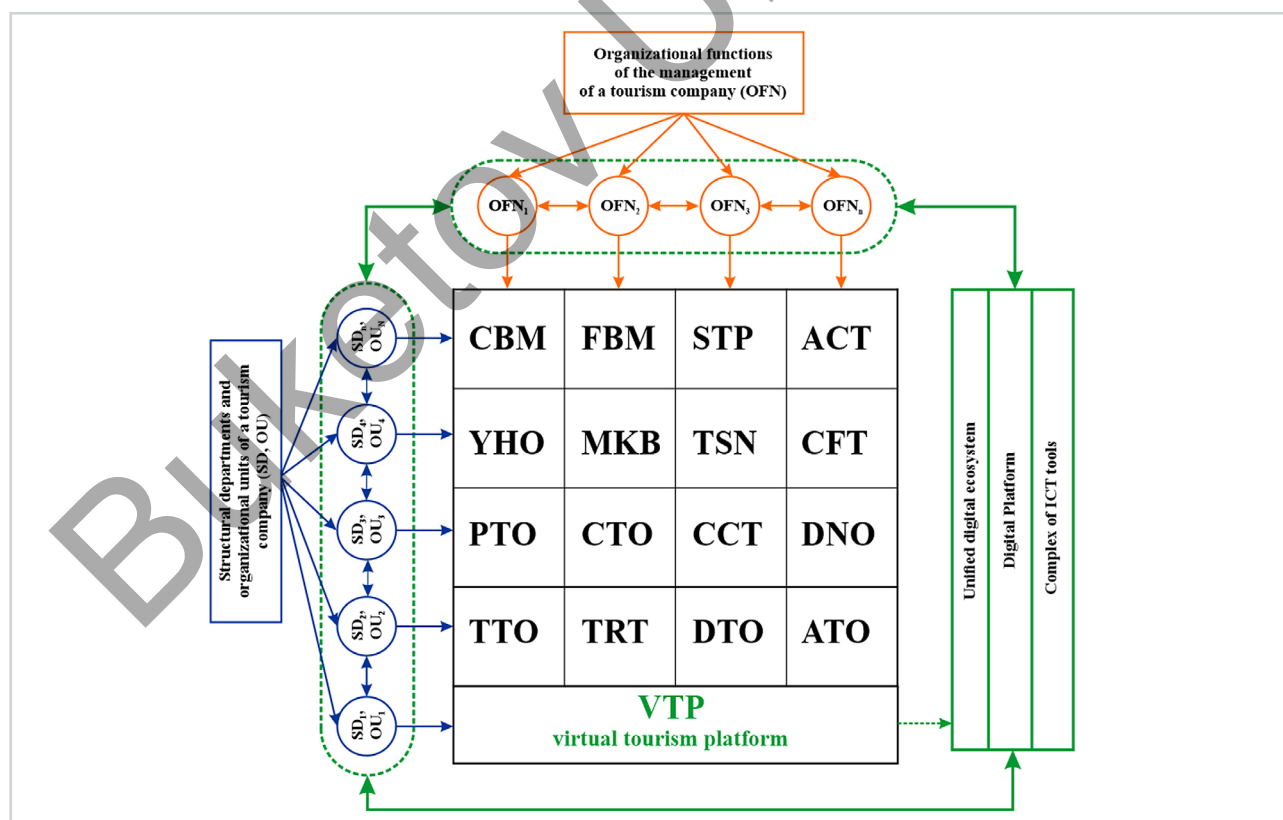 Organizational functions
of the management
of a tourism company (OFN)
OFN₁ OFN₂ OFN₃ OFNₙ
Structural departments and
organizational units of a tourism
company (SD, OU)
SDₙ,
OU_N
SD₄,
OU₄
SD₃,
OU₃
SD₂,
OU₂
SD₁,
OU₁
CBM FBM STP ACT
YHO MKB TSN CFT
PTO CTO CCT DNO
TTO TRT DTO ATO
VTP
virtual tourism platform
Unified digital ecosystem
Digital Platform
Complex of ICT tools
Buketov